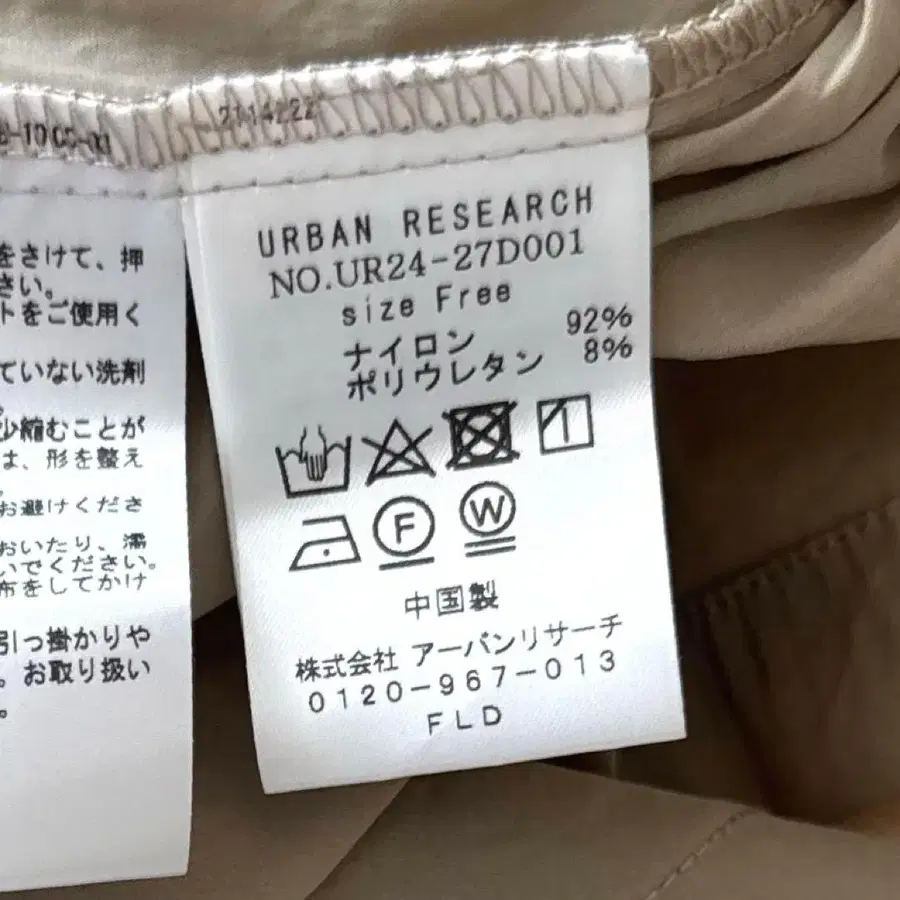 2114222
をさけて、押
さい。
トをご使用く
ていない洗剤
。
少縮むことが
は、形を整え
。
お避けくださ
おいたり、濡
いでください。
布をしてかけ
引っ掛かりや
。お取り扱い
。
URBAN RESEARCH
NO.UR24-27D001
size Free
ナイロン 92%
ポリウレタン 8%
F W
中国製
株式会社 アーバンリサーチ
0120-967-013
FLD